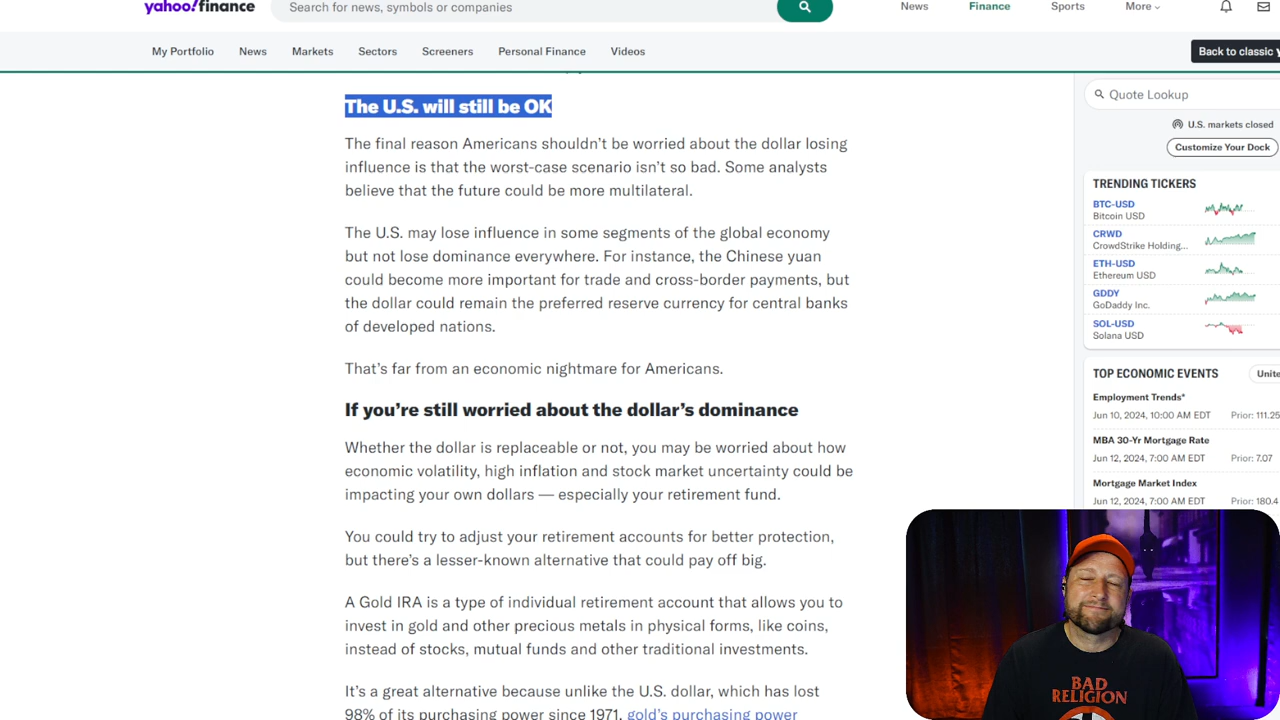 yahoo!finance
Search for news, symbols or companies
News
Finance
Sports
More
My Portfolio
News
Markets
Sectors
Screeners
Personal Finance
Videos
Back to classic
The U.S. will still be OK
The final reason Americans shouldn’t be worried about the dollar losing
influence is that the worst-case scenario isn’t so bad. Some analysts
believe that the future could be more multilateral.
The U.S. may lose influence in some segments of the global economy
but not lose dominance everywhere. For instance, the Chinese yuan
could become more important for trade and cross-border payments, but
the dollar could remain the preferred reserve currency for central banks
of developed nations.
That’s far from an economic nightmare for Americans.
If you’re still worried about the dollar’s dominance
Whether the dollar is replaceable or not, you may be worried about how
economic volatility, high inflation and stock market uncertainty could be
impacting your own dollars — especially your retirement fund.
You could try to adjust your retirement accounts for better protection,
but there’s a lesser-known alternative that could pay off big.
A Gold IRA is a type of individual retirement account that allows you to
invest in gold and other precious metals in physical forms, like coins,
instead of stocks, mutual funds and other traditional investments.
It’s a great alternative because unlike the U.S. dollar, which has lost
98% of its purchasing power since 1971, gold’s purchasing power
Quote Lookup
U.S. markets closed
Customize Your Dock
TRENDING TICKERS
BTC-USD
Bitcoin USD
CRWD
CrowdStrike Holding...
ETH-USD
Ethereum USD
GDDY
GoDaddy Inc.
SOL-USD
Solana USD
TOP ECONOMIC EVENTS
Unite
Employment Trends*
Jun 10, 2024, 10:00 AM EDT Prior: 111.25
MBA 30-Yr Mortgage Rate
Jun 12, 2024, 7:00 AM EDT Prior: 7.07
Mortgage Market Index
Jun 12, 2024, 7:00 AM EDT Prior: 180.4
BAD
RELIGION